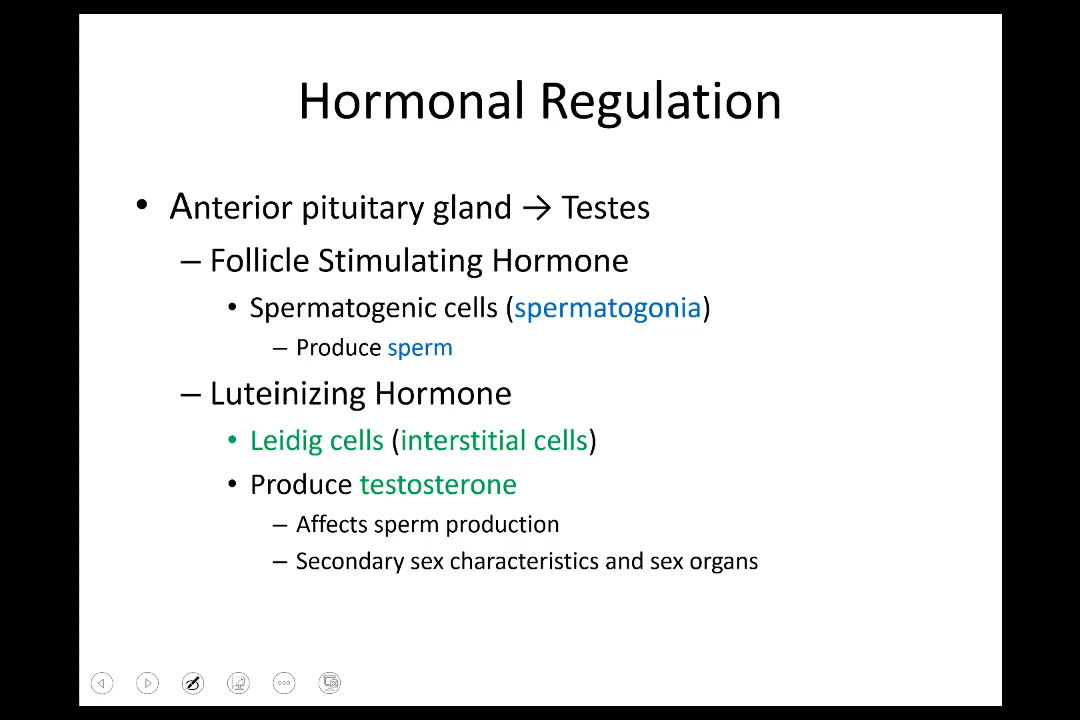 Hormonal Regulation
• Anterior pituitary gland → Testes
– Follicle Stimulating Hormone
• Spermatogenic cells (spermatogonia)
– Produce sperm
– Luteinizing Hormone
• Leidig cells (interstitial cells)
• Produce testosterone
– Affects sperm production
– Secondary sex characteristics and sex organs